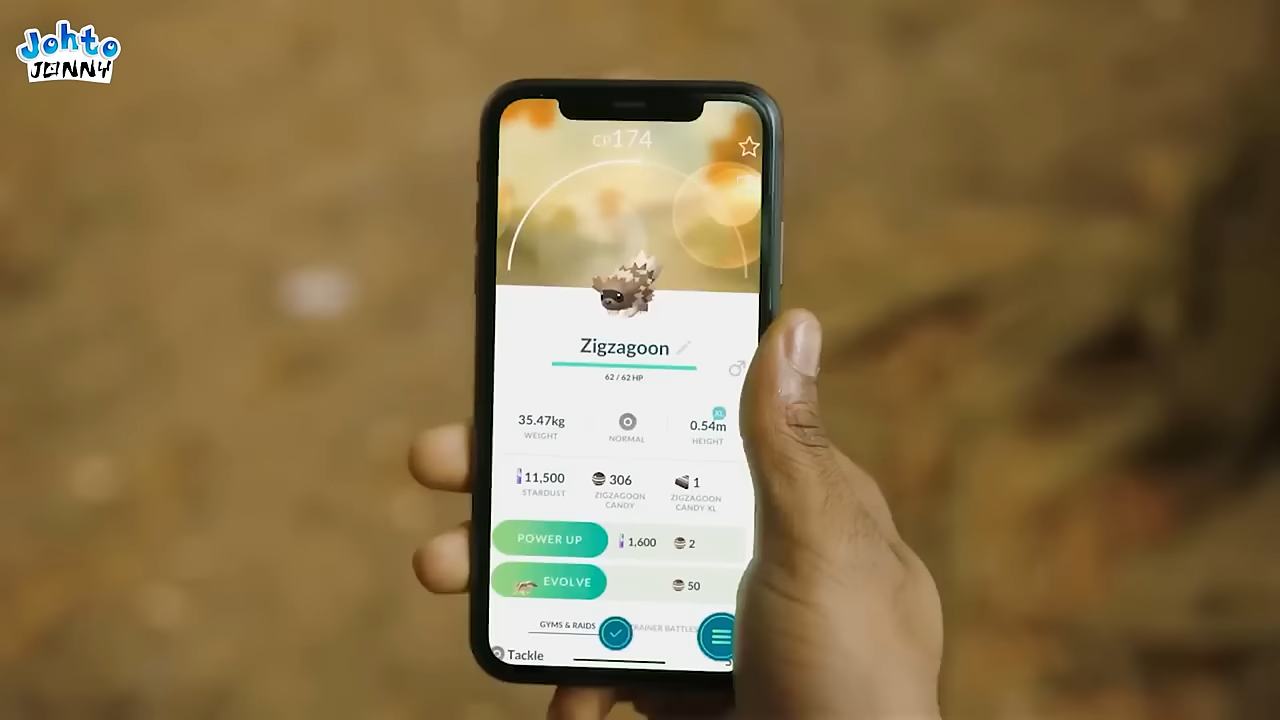 Johto
JENNY
CP174
Zigzagoon
62 / 62 HP
35.47kg
WEIGHT
NORMAL
XL
0.54m
HEIGHT
11,500
STARDUST
306
ZIGZAGOON
CANDY
1
ZIGZAGOON
CANDY XL
POWER UP
1,600
2
EVOLVE
50
GYMS & RAIDS
TRAINER BATTLES
Tackle